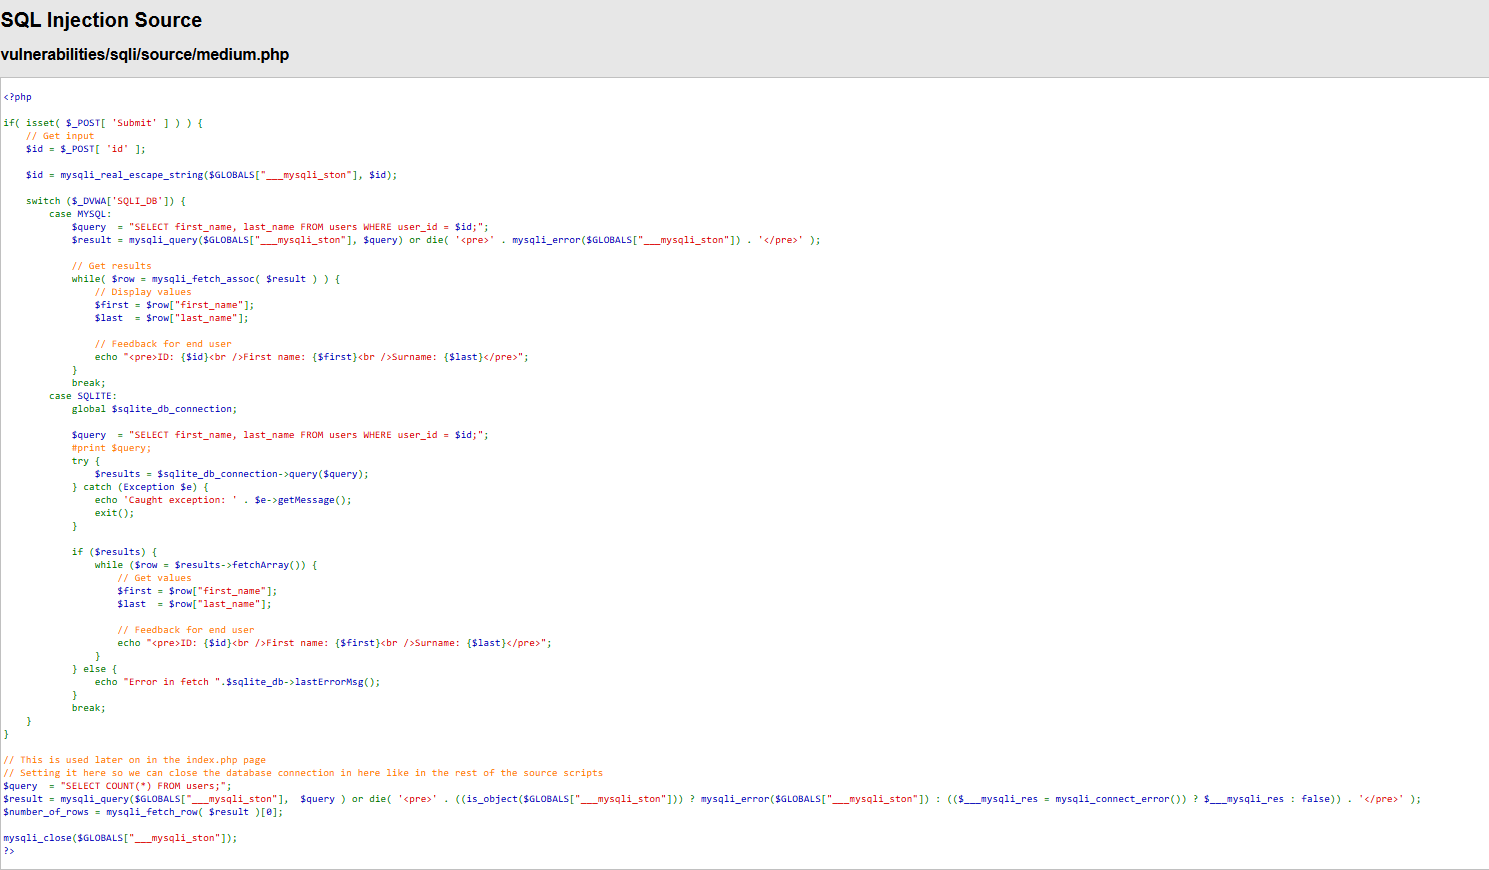 SQL Injection Source
vulnerabilities/sqli/source/medium.php
<?php
if( isset( $_POST[ 'Submit' ] ) ) {
    // Get input
    $id = $_POST[ 'id' ];
    $id = mysqli_real_escape_string($GLOBALS["___mysqli_ston"], $id);
    switch ($_DVWA['SQLI_DB']) {
        case MYSQL:
            $query  = "SELECT first_name, last_name FROM users WHERE user_id = $id;";
            $result = mysqli_query($GLOBALS["___mysqli_ston"], $query) or die( '<pre>' . mysqli_error($GLOBALS["___mysqli_ston"]) . '</pre>' );
            // Get results
            while( $row = mysqli_fetch_assoc( $result ) ) {
                // Display values
                $first = $row["first_name"];
                $last  = $row["last_name"];
                // Feedback for end user
                echo "<pre>ID: {$id}<br />First name: {$first}<br />Surname: {$last}</pre>";
            }
            break;
        case SQLITE:
            global $sqlite_db_connection;
            $query  = "SELECT first_name, last_name FROM users WHERE user_id = $id;";
            #print $query;
            try {
                $results = $sqlite_db_connection->query($query);
            } catch (Exception $e) {
                echo 'Caught exception: ' . $e->getMessage();
                exit();
            }
            if ($results) {
                while ($row = $results->fetchArray()) {
                    // Get values
                    $first = $row["first_name"];
                    $last  = $row["last_name"];
                    // Feedback for end user
                    echo "<pre>ID: {$id}<br />First name: {$first}<br />Surname: {$last}</pre>";
                }
            } else {
                echo "Error in fetch ".$sqlite_db->lastErrorMsg();
            }
            break;
    }
}
// This is used later on in the index.php page
// Setting it here so we can close the database connection in here like in the rest of the source scripts
$query  = "SELECT COUNT(*) FROM users;";
$result = mysqli_query($GLOBALS["___mysqli_ston"],  $query ) or die( '<pre>' . ((is_object($GLOBALS["___mysqli_ston"])) ? mysqli_error($GLOBALS["___mysqli_ston"]) : (($___mysqli_res = mysqli_connect_error()) ? $___mysqli_res : false)) . '</pre>' );
$number_of_rows = mysqli_fetch_row( $result )[0];
mysqli_close($GLOBALS["___mysqli_ston"]);
?>